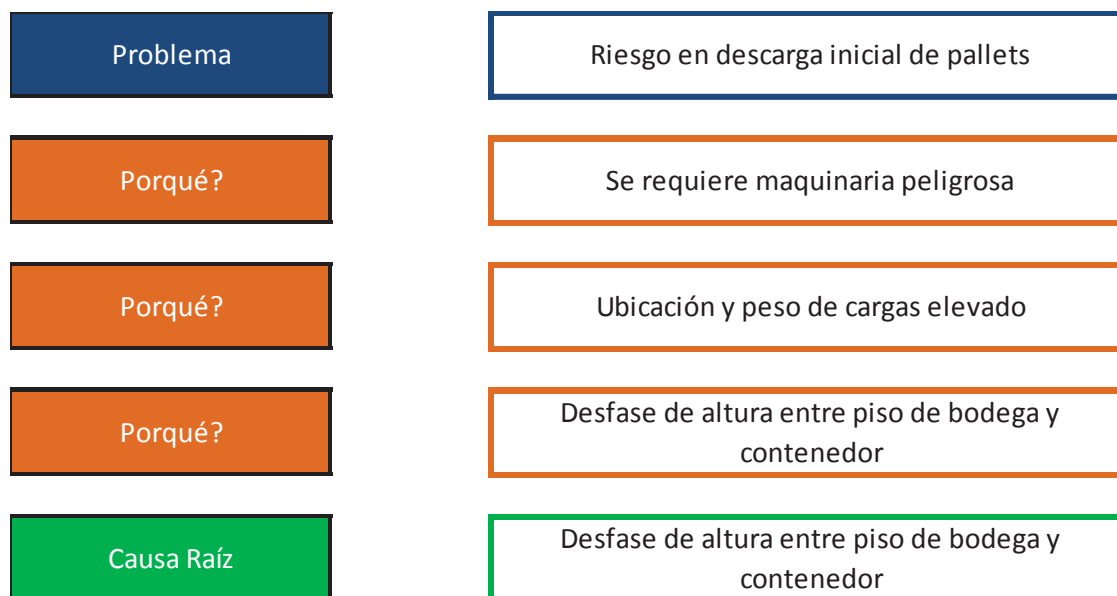 Problema
Riesgo en descarga inicial de pallets
Porqué?
Se requiere maquinaria peligrosa
Porqué?
Ubicación y peso de cargas elevado
Porqué?
Desfase de altura entre piso de bodega y
contenedor
Causa Raíz
Desfase de altura entre piso de bodega y
contenedor